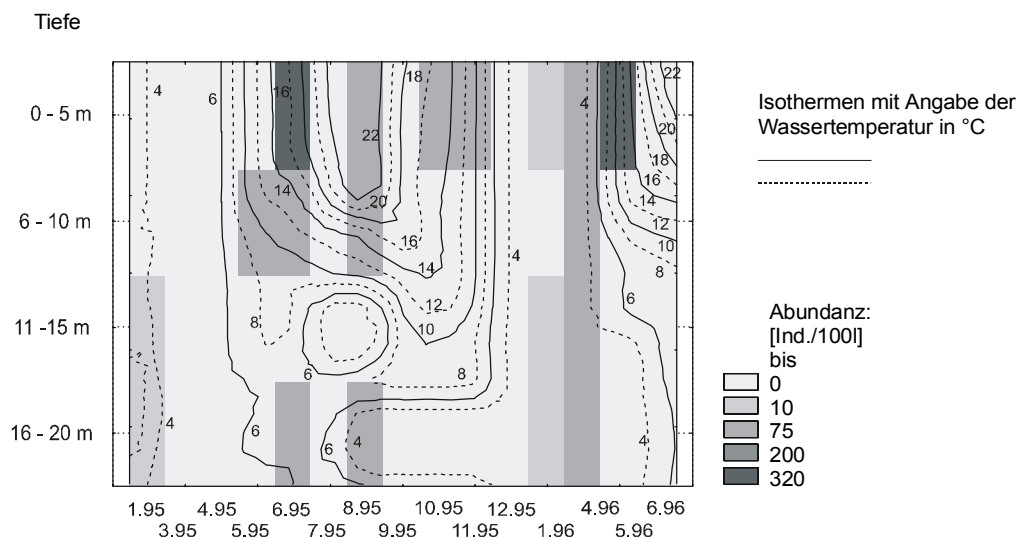 Tiefe
0 - 5 m
6 - 10 m
11 -15 m
16 - 20 m
4 6 16 22 18 4 22
20
18
16
14 20 14
12
16 10
14 4 8
12 6
8 10
6 8
4 6 6 4 4
1.95 4.95 6.95 8.95 10.95 12.95 4.96 6.96
3.95 5.95 7.95 9.95 11.95 1.96 5.96
Isothermen mit Angabe der
Wassertemperatur in °C
Abundanz:
[Ind./100l]
bis
0
10
75
200
320